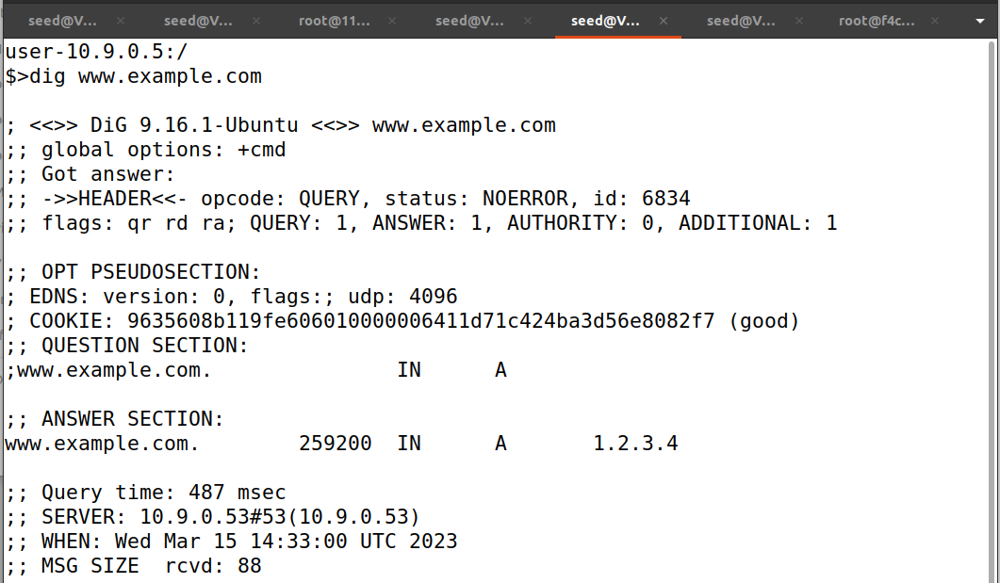 seed@V... × seed@V... × root@11... × seed@V... × seed@V... × seed@V... × root@f4c... ×
user-10.9.0.5:/
$>dig www.example.com
; <<>> DiG 9.16.1-Ubuntu <<>> www.example.com
;; global options: +cmd
;; Got answer:
;; ->>HEADER<<- opcode: QUERY, status: NOERROR, id: 6834
;; flags: qr rd ra; QUERY: 1, ANSWER: 1, AUTHORITY: 0, ADDITIONAL: 1
;; OPT PSEUDOSECTION:
; EDNS: version: 0, flags:; udp: 4096
; COOKIE: 9635608b119fe606010000006411d71c424ba3d56e8082f7 (good)
;; QUESTION SECTION:
;www.example.com. IN A
;; ANSWER SECTION:
www.example.com. 259200 IN A 1.2.3.4
;; Query time: 487 msec
;; SERVER: 10.9.0.53#53(10.9.0.53)
;; WHEN: Wed Mar 15 14:33:00 UTC 2023
;; MSG SIZE rcvd: 88